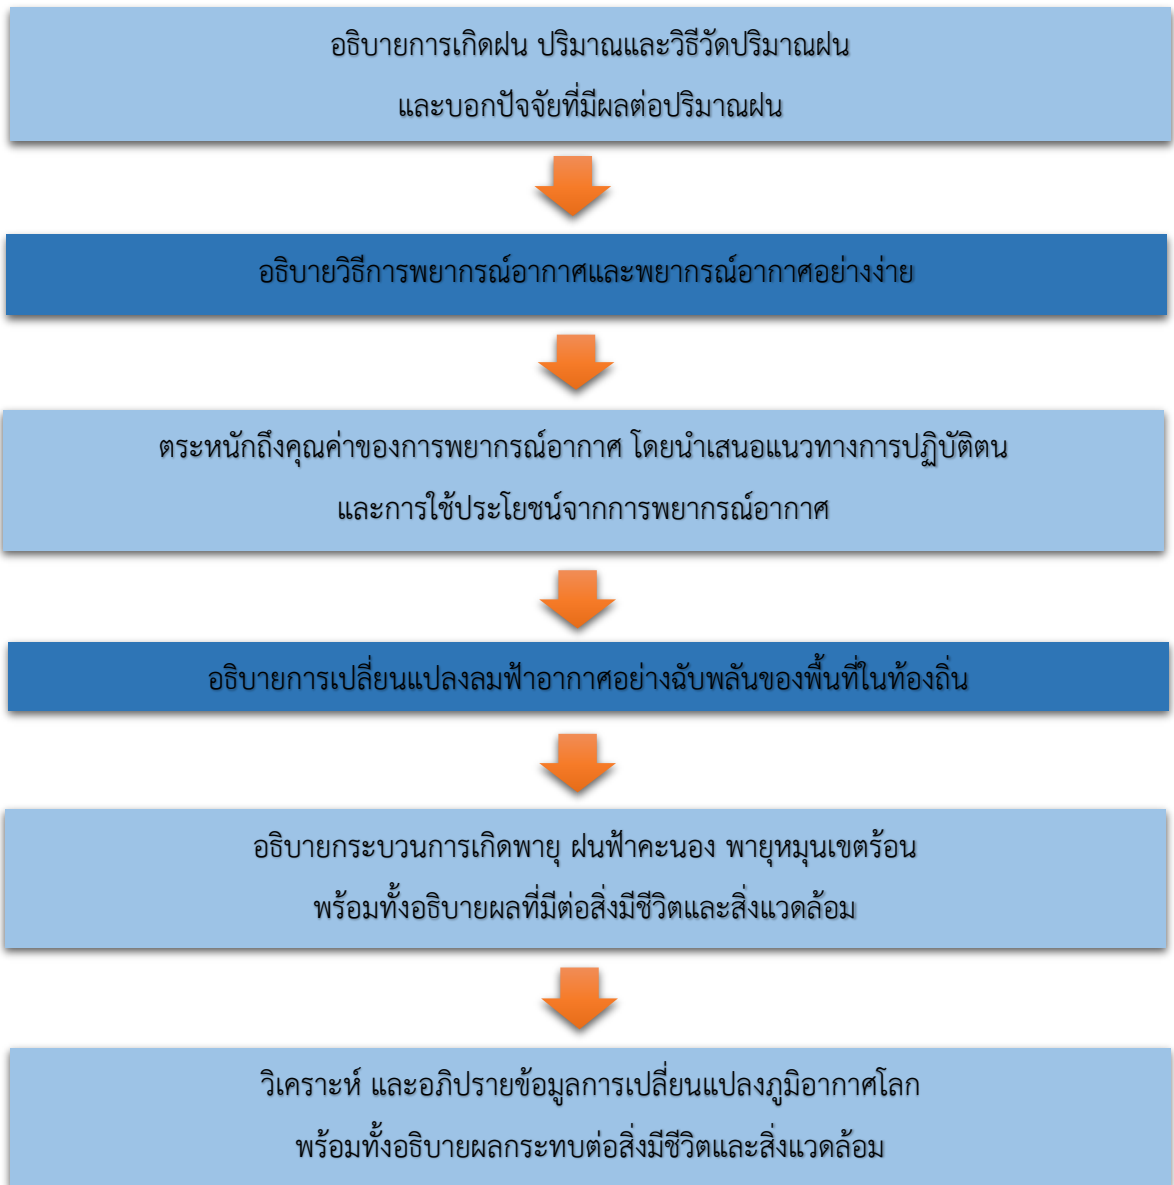 อธิบายการเกิดฝน ปริมาณและวิธีวัดปริมาณฝน
และบอกปัจจัยที่มีผลต่อปริมาณฝน
อธิบายวิธีการพยากรณ์อากาศและพยากรณ์อากาศอย่างง่าย
ตระหนักถึงคุณค่าของการพยากรณ์อากาศ โดยนำเสนอแนวทางการปฏิบัติตน
และการใช้ประโยชน์จากการพยากรณ์อากาศ
อธิบายการเปลี่ยนแปลงลมฟ้าอากาศอย่างฉับพลันของพื้นที่ในท้องถิ่น
อธิบายกระบวนการเกิดพายุ ฝนฟ้าคะนอง พายุหมุนเขตร้อน
พร้อมทั้งอธิบายผลที่มีต่อสิ่งมีชีวิตและสิ่งแวดล้อม
วิเคราะห์ และอภิปรายข้อมูลการเปลี่ยนแปลงภูมิอากาศโลก
พร้อมทั้งอธิบายผลกระทบต่อสิ่งมีชีวิตและสิ่งแวดล้อม